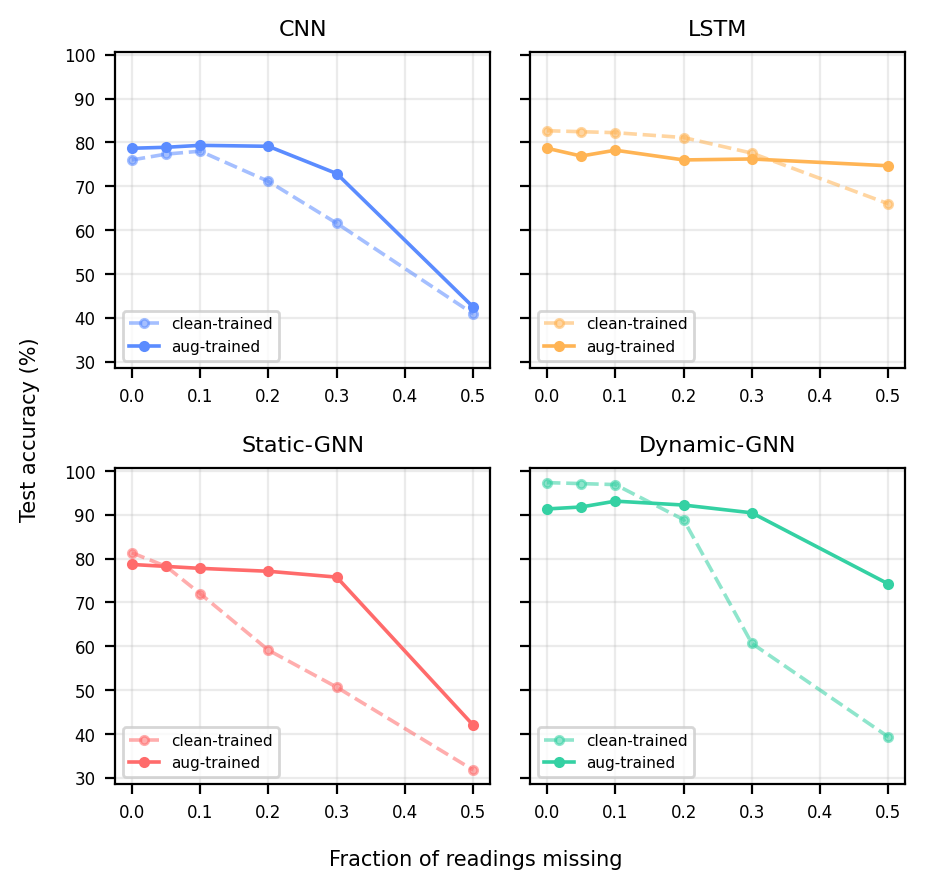 CNN
LSTM
100
90
80
70
60
50
40
30
clean-trained
aug-trained
clean-trained
aug-trained
0.0 0.1 0.2 0.3 0.4 0.5
0.0 0.1 0.2 0.3 0.4 0.5
Test accuracy (%)
Static-GNN
Dynamic-GNN
100
90
80
70
60
50
40
30
clean-trained
aug-trained
clean-trained
aug-trained
0.0 0.1 0.2 0.3 0.4 0.5
0.0 0.1 0.2 0.3 0.4 0.5
Fraction of readings missing